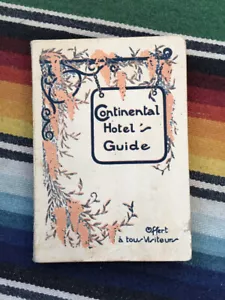 Continental
Hotel's
Guide
Offert
à tous Visiteurs